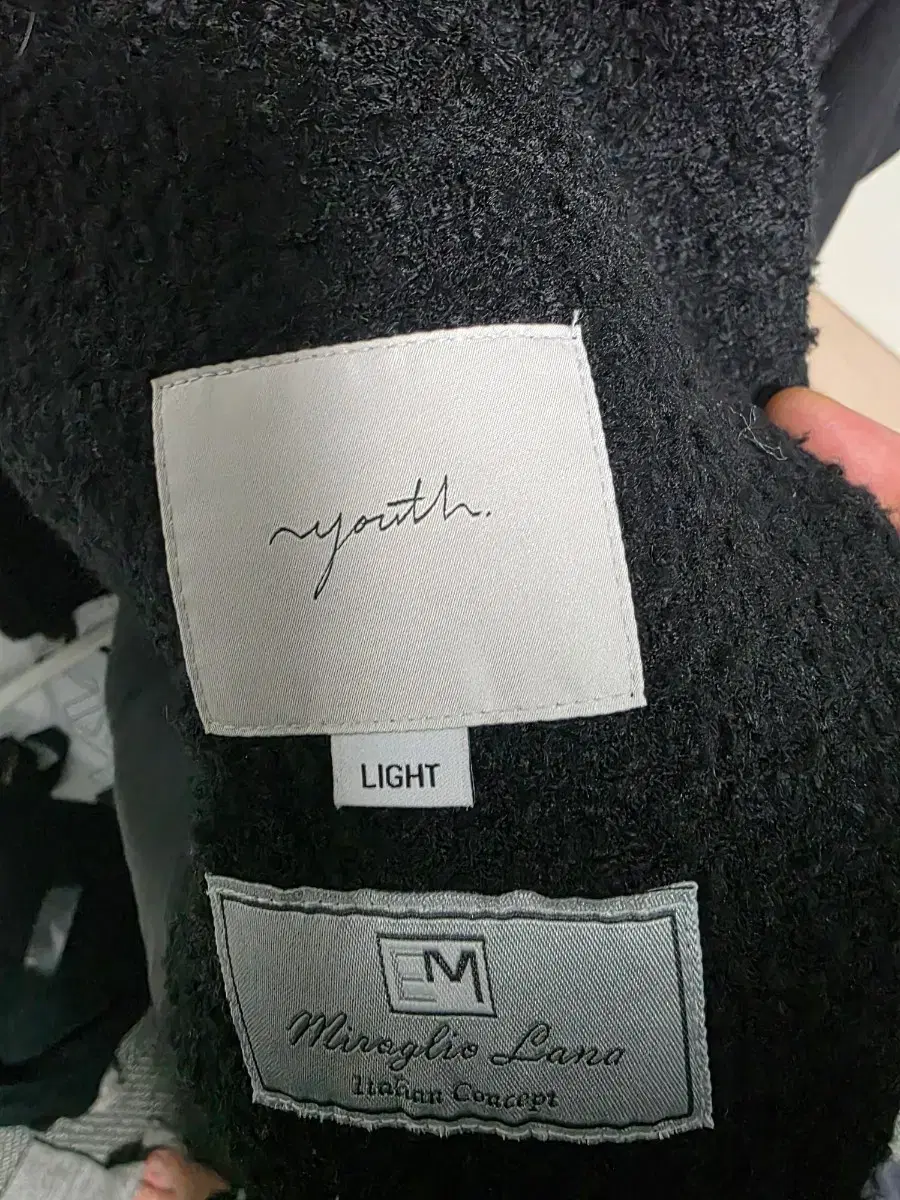 youth.
LIGHT
EM
Miroglio Lana
Italian Concept